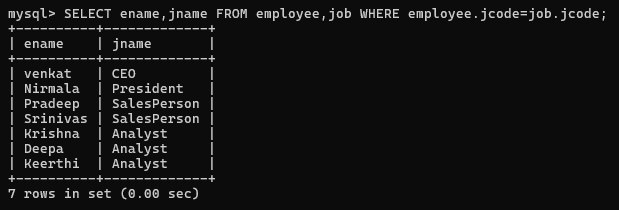 mysql> SELECT ename,jname FROM employee,job WHERE employee.jcode=job.jcode;
+----------+-------------+
| ename    | jname       |
+----------+-------------+
| venkat   | CEO         |
| Nirmala  | President   |
| Pradeep  | SalesPerson |
| Srinivas | SalesPerson |
| Krishna  | Analyst     |
| Deepa    | Analyst     |
| Keerthi  | Analyst     |
+----------+-------------+
7 rows in set (0.00 sec)